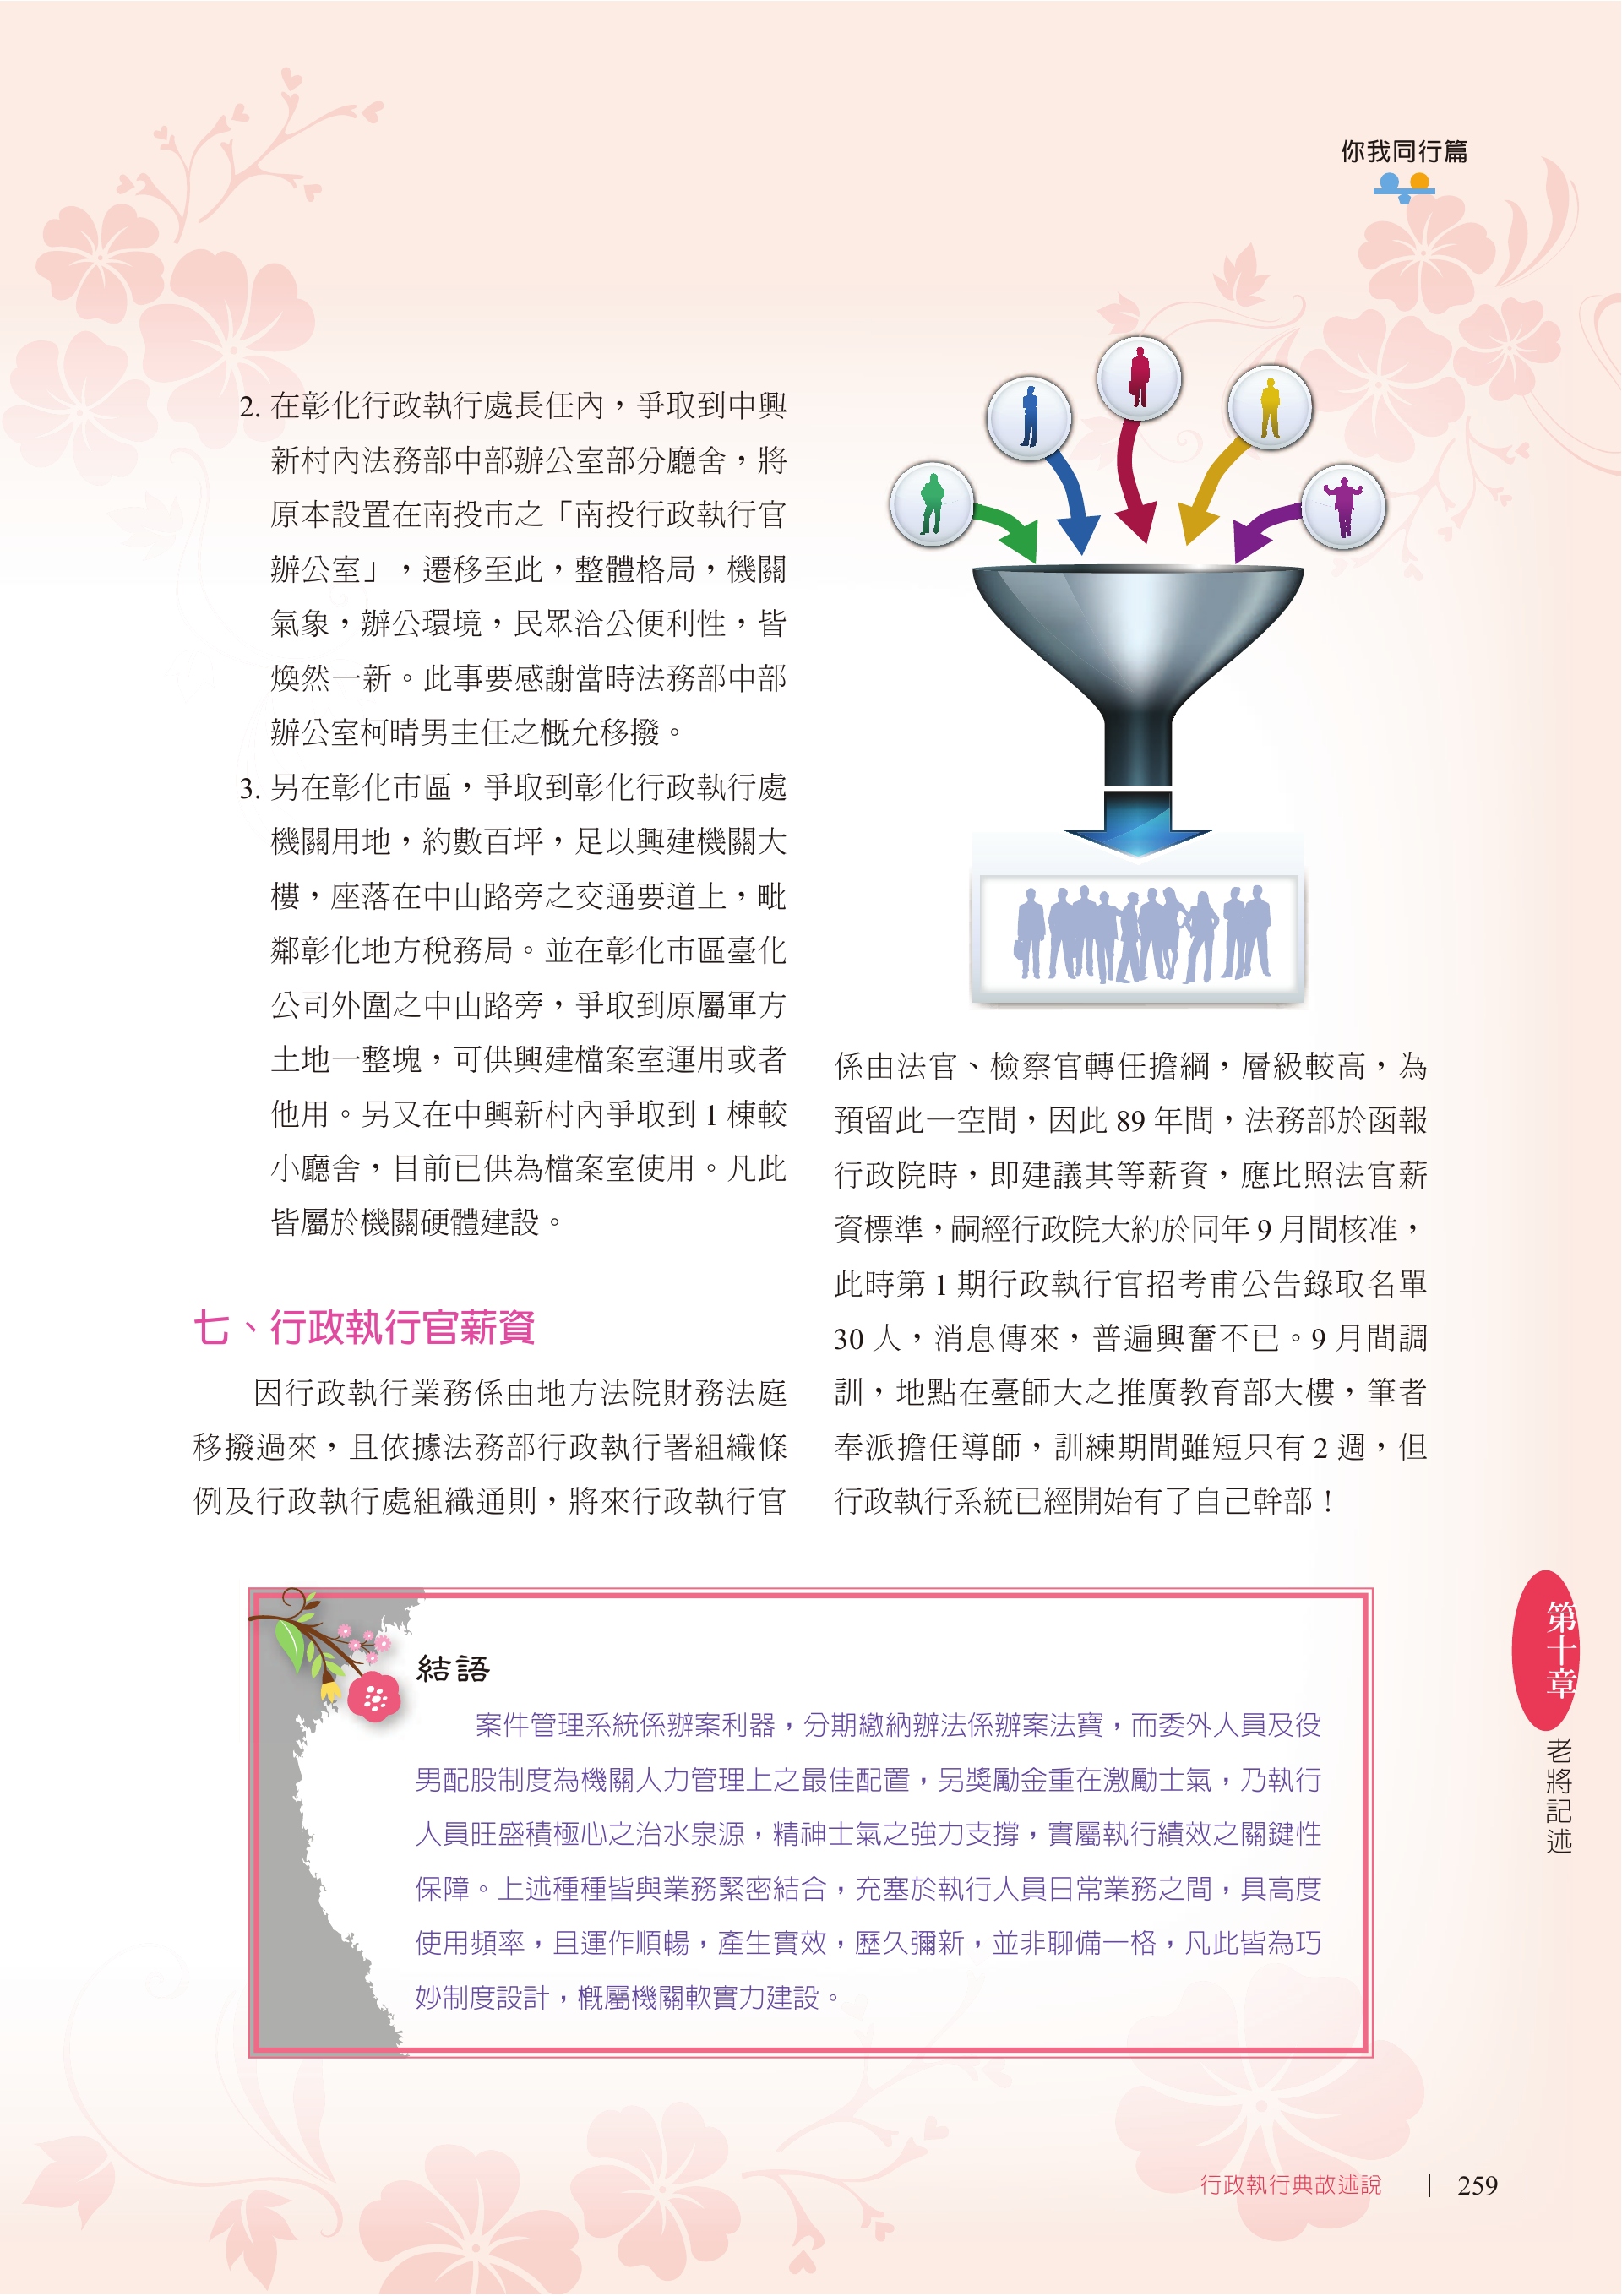 你我同行篇
2. 在彰化行政執行處長任內，爭取到中興
新村內法務部中部辦公室部分廳舍，將
原本設置在南投市之「南投行政執行官
辦公室」，遷移至此，整體格局，機關
氣象，辦公環境，民眾洽公便利性，皆
煥然一新。此事要感謝當時法務部中部
辦公室柯晴男主任之概允移撥。
3. 另在彰化市區，爭取到彰化行政執行處
機關用地，約數百坪，足以興建機關大
樓，座落在中山路旁之交通要道上，毗
鄰彰化地方稅務局。並在彰化市區臺化
公司外圍之中山路旁，爭取到原屬軍方
土地一整塊，可供興建檔案室運用或者
他用。另又在中興新村內爭取到 1 棟較
小廳舍，目前已供為檔案室使用。凡此
皆屬於機關硬體建設。
七、行政執行官薪資
因行政執行業務係由地方法院財務法庭
移撥過來，且依據法務部行政執行署組織條
例及行政執行處組織通則，將來行政執行官
係由法官、檢察官轉任擔綱，層級較高，為
預留此一空間，因此 89 年間，法務部於函報
行政院時，即建議其等薪資，應比照法官薪
資標準，嗣經行政院大約於同年 9 月間核准，
此時第 1 期行政執行官招考甫公告錄取名單
30 人，消息傳來，普遍興奮不已。9 月間調
訓，地點在臺師大之推廣教育部大樓，筆者
奉派擔任導師，訓練期間雖短只有 2 週，但
行政執行系統已經開始有了自己幹部！
結語
案件管理系統係辦案利器，分期繳納辦法係辦案法寶，而委外人員及役
男配股制度為機關人力管理上之最佳配置，另獎勵金重在激勵士氣，乃執行
人員旺盛積極心之治水泉源，精神士氣之強力支撐，實屬執行績效之關鍵性
保障。上述種種皆與業務緊密結合，充塞於執行人員日常業務之間，具高度
使用頻率，且運作順暢，產生實效，歷久彌新，並非聊備一格，凡此皆為巧
妙制度設計，概屬機關軟實力建設。
第十章
老將記述
行政執行典故述說 | 259 |